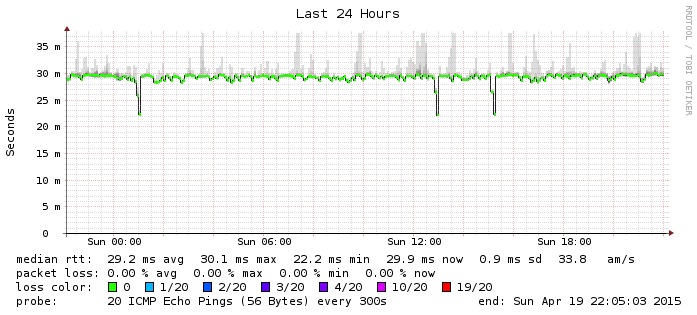 Last 24 Hours
RRDTOOL / TOBI OETIKER
Seconds
35 m
30 m
25 m
20 m
15 m
10 m
5 m
0
Sun 00:00 Sun 06:00 Sun 12:00 Sun 18:00
median rtt: 29.2 ms avg 30.1 ms max 22.2 ms min 29.9 ms now 0.9 ms sd 33.8 am/s
packet loss: 0.00 % avg 0.00 % max 0.00 % min 0.00 % now
loss color: 0 1/20 2/20 3/20 4/20 10/20 19/20
probe: 20 ICMP Echo Pings (56 Bytes) every 300s end: Sun Apr 19 22:05:03 2015